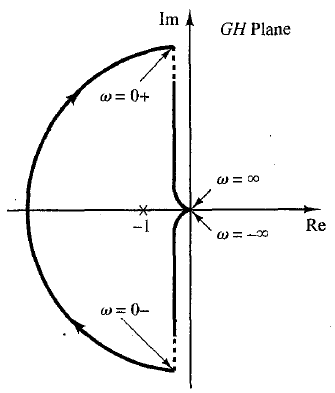 Im
GH Plane
ω = 0+
ω = ∞
−1
Re
ω = −∞
ω = 0−